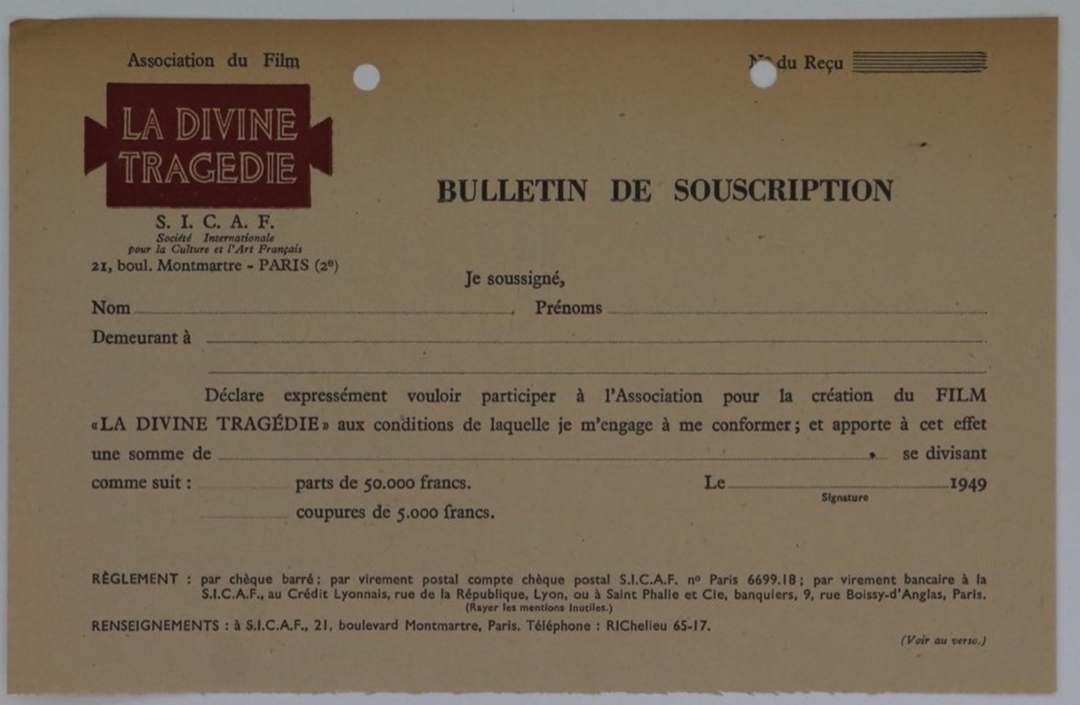 Association du Film
Nº du Reçu
LA DIVINE
TRAGEDIE
BULLETIN DE SOUSCRIPTION
S. I. C. A. F.
Société Internationale
pour la Culture et l'Art Français
21, boul. Montmartre - PARIS (2e)
Je soussigné,
Nom Prénoms
Demeurant à
Déclare expressément vouloir participer à l'Association pour la création du FILM
«LA DIVINE TRAGÉDIE» aux conditions de laquelle je m'engage à me conformer; et apporte à cet effet
une somme de se divisant
comme suit : parts de 50.000 francs. Le 1949
Signature
coupures de 5.000 francs.
RÈGLEMENT : par chèque barré; par virement postal compte chèque postal S.I.C.A.F. nº Paris 6699.18; par virement bancaire à la
S.I.C.A.F., au Crédit Lyonnais, rue de la République, Lyon, ou à Saint Phalle et Cie, banquiers, 9, rue Boissy-d'Anglas, Paris.
(Rayer les mentions inutiles.)
RENSEIGNEMENTS : à S.I.C.A.F., 21, boulevard Montmartre, Paris. Téléphone : RIChelieu 65-17.
(Voir au verso.)